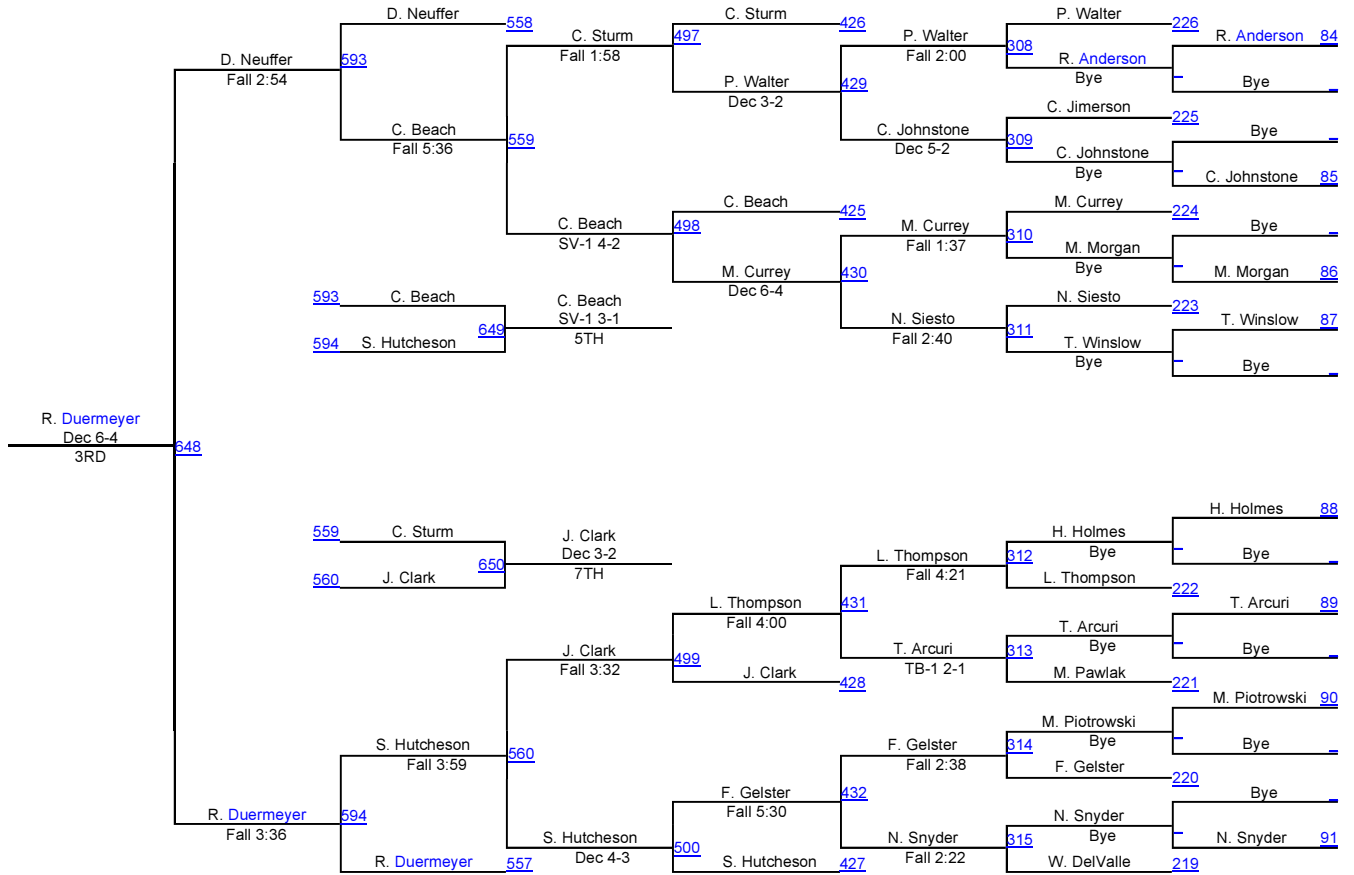 D. Neuffer 558 C. Sturm 426 P. Walter 226
C. Sturm 497 P. Walter 308 R. Anderson 84
Fall 1:58 Fall 2:00
D. Neuffer 593 R. Anderson
Fall 2:54 Bye _ Bye _
P. Walter 429
Dec 3-2
C. Jimerson 225
C. Beach 559 C. Johnstone 309 Bye _
Fall 5:36 Dec 5-2
C. Johnstone
Bye _ C. Johnstone 85
C. Beach 425 M. Currey 224
C. Beach 498 M. Currey 310 Bye _
SV-1 4-2 Fall 1:37
M. Morgan
Bye _ M. Morgan 86
M. Currey 430
Dec 6-4
593 C. Beach C. Beach N. Siesto 223
SV-1 3-1 N. Siesto 311 T. Winslow 87
649 5TH Fall 2:40
594 S. Hutcheson T. Winslow
Bye _ Bye _
R. Duermeyer
Dec 6-4 648
3RD
H. Holmes 88
559 C. Sturm J. Clark H. Holmes
Dec 3-2 Bye _
650 7TH L. Thompson 312 Bye _
Fall 4:21
560 J. Clark L. Thompson 222
L. Thompson 431 T. Arcuri 89
Fall 4:00
T. Arcuri
Bye _
J. Clark 499 T. Arcuri 313 Bye _
Fall 3:32 TB-1 2-1
J. Clark 428 M. Pawlak 221
M. Piotrowski 90
M. Piotrowski
Bye _
S. Hutcheson 560 F. Gelster 314 Bye _
Fall 3:59 Fall 2:38
F. Gelster 220
F. Gelster 432 Bye _
Fall 5:30
R. Duermeyer 594 N. Snyder
Fall 3:36 Bye _
S. Hutcheson 500 N. Snyder 315 N. Snyder 91
Dec 4-3 Fall 2:22
R. Duermeyer 557 S. Hutcheson 427 W. DelValle 219